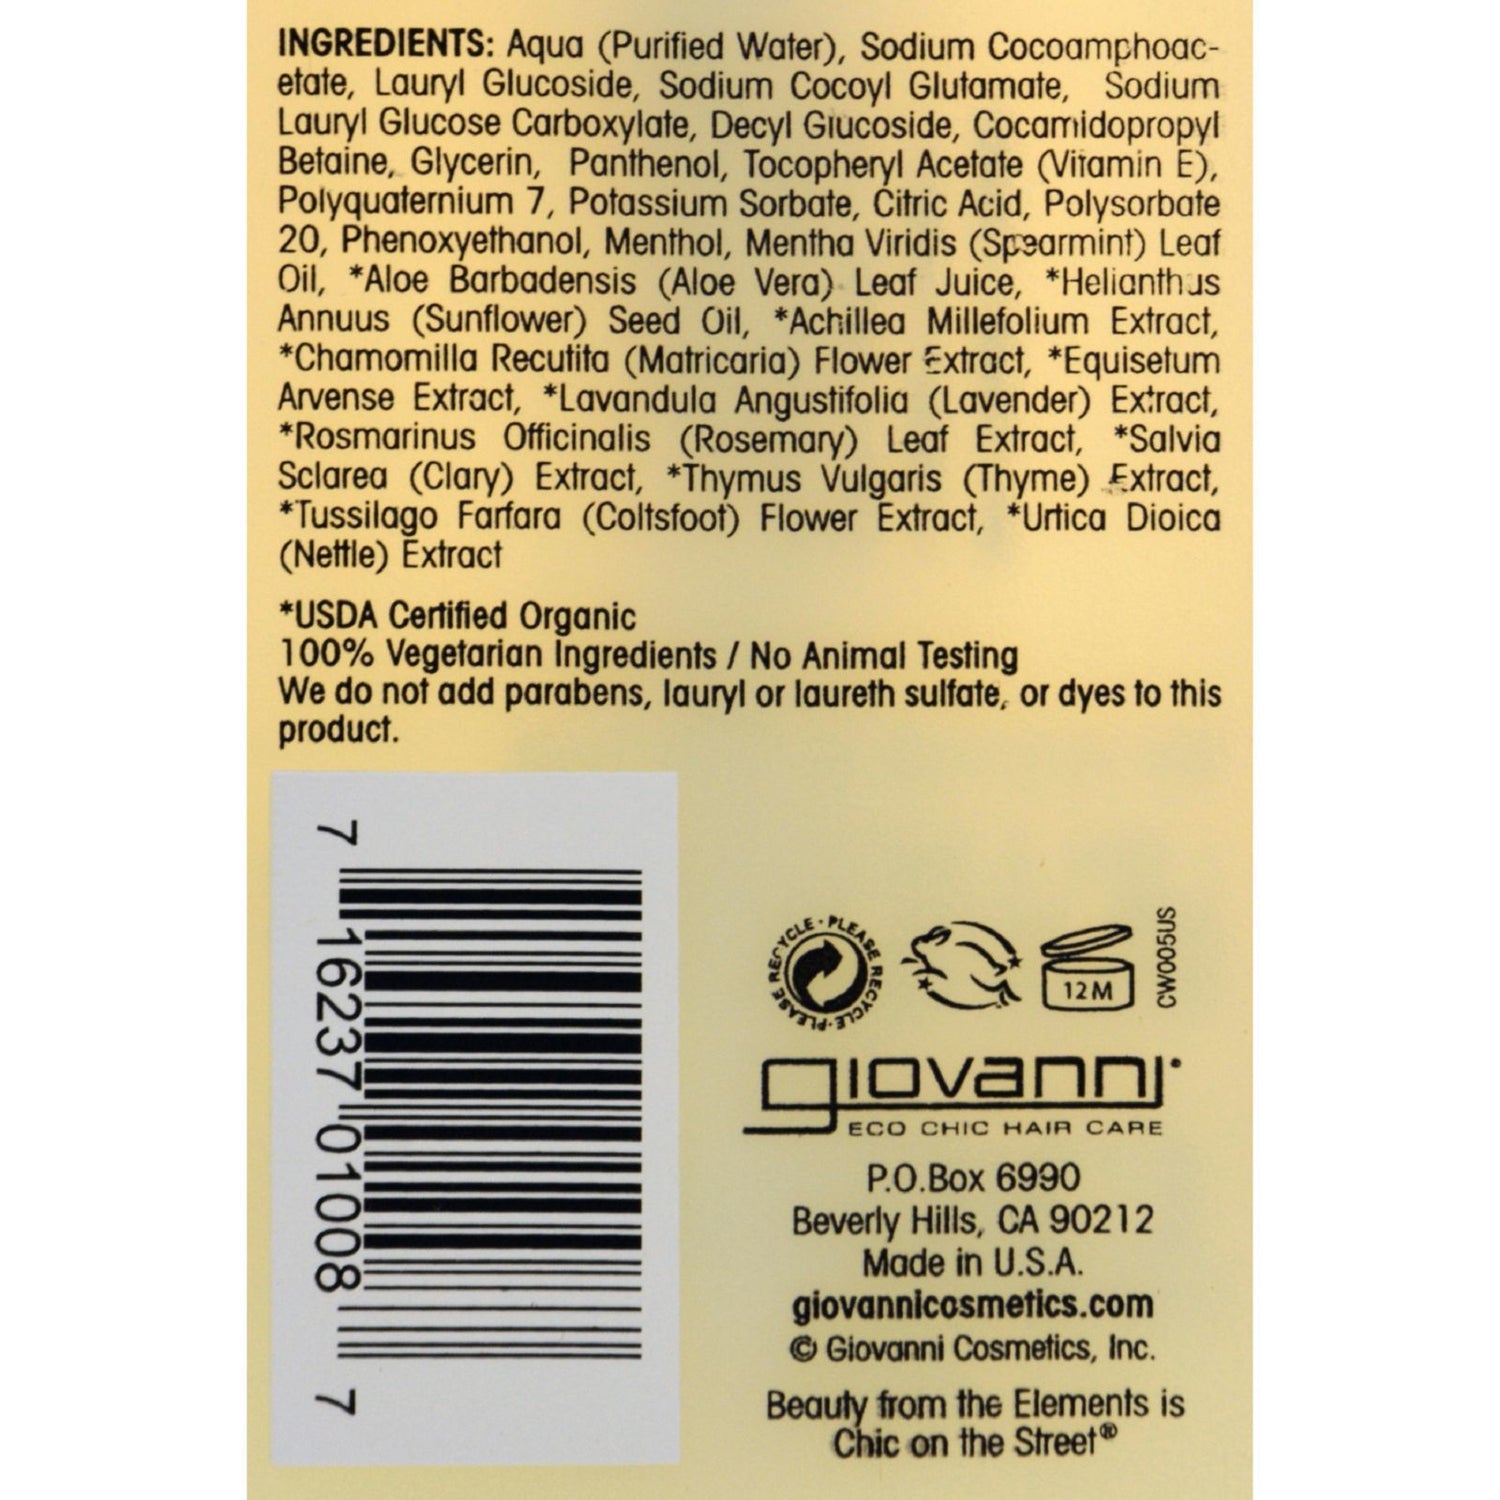 INGREDIENTS: Aqua (Purified Water), Sodium Cocoamphoac-
etate, Lauryl Glucoside, Sodium Cocoyl Glutamate, Sodium
Lauryl Glucose Carboxylate, Decyl Glucoside, Cocamidopropyl
Betaine, Glycerin, Panthenol, Tocopheryl Acetate (Vitamin E),
Polyquaternium 7, Potassium Sorbate, Citric Acid, Polysorbate
20, Phenoxyethanol, Menthol, Mentha Viridis (Spearmint) Leaf
Oil, *Aloe Barbadensis (Aloe Vera) Leaf Juice, *Helianthus
Annuus (Sunflower) Seed Oil, *Achillea Millefolium Extract,
*Chamomilla Recutita (Matricaria) Flower Extract, *Equisetum
Arvense Extract, *Lavandula Angustifolia (Lavender) Extract,
*Rosmarinus Officinalis (Rosemary) Leaf Extract, *Salvia
Sclarea (Clary) Extract, *Thymus Vulgaris (Thyme) Extract,
*Tussilago Farfara (Coltsfoot) Flower Extract, *Urtica Dioica
(Nettle) Extract
*USDA Certified Organic
100% Vegetarian Ingredients / No Animal Testing
We do not add parabens, lauryl or laureth sulfate, or dyes to this
product.
7 16237 01008 7
PLEASE RECYCLE · PLEASE RECYCLE ·
12M
CW005US
giovanni
ECO CHIC HAIR CARE
P.O.Box 6990
Beverly Hills, CA 90212
Made in U.S.A.
giovannicosmetics.com
© Giovanni Cosmetics, Inc.
Beauty from the Elements is
Chic on the Street®